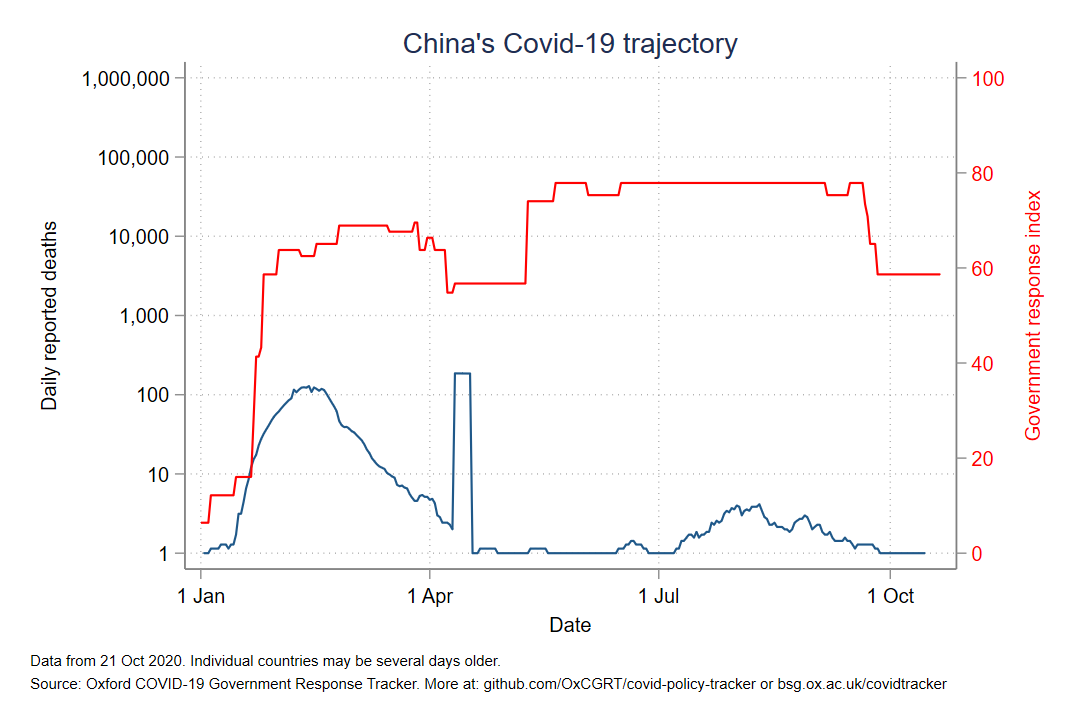 China's Covid-19 trajectory
1,000,000
100,000
10,000
1,000
100
10
1
Daily reported deaths
100
80
60
40
20
0
Government response index
1 Jan
1 Apr
1 Jul
1 Oct
Date
Data from 21 Oct 2020. Individual countries may be several days older.
Source: Oxford COVID-19 Government Response Tracker. More at: github.com/OxCGRT/covid-policy-tracker or bsg.ox.ac.uk/covidtracker